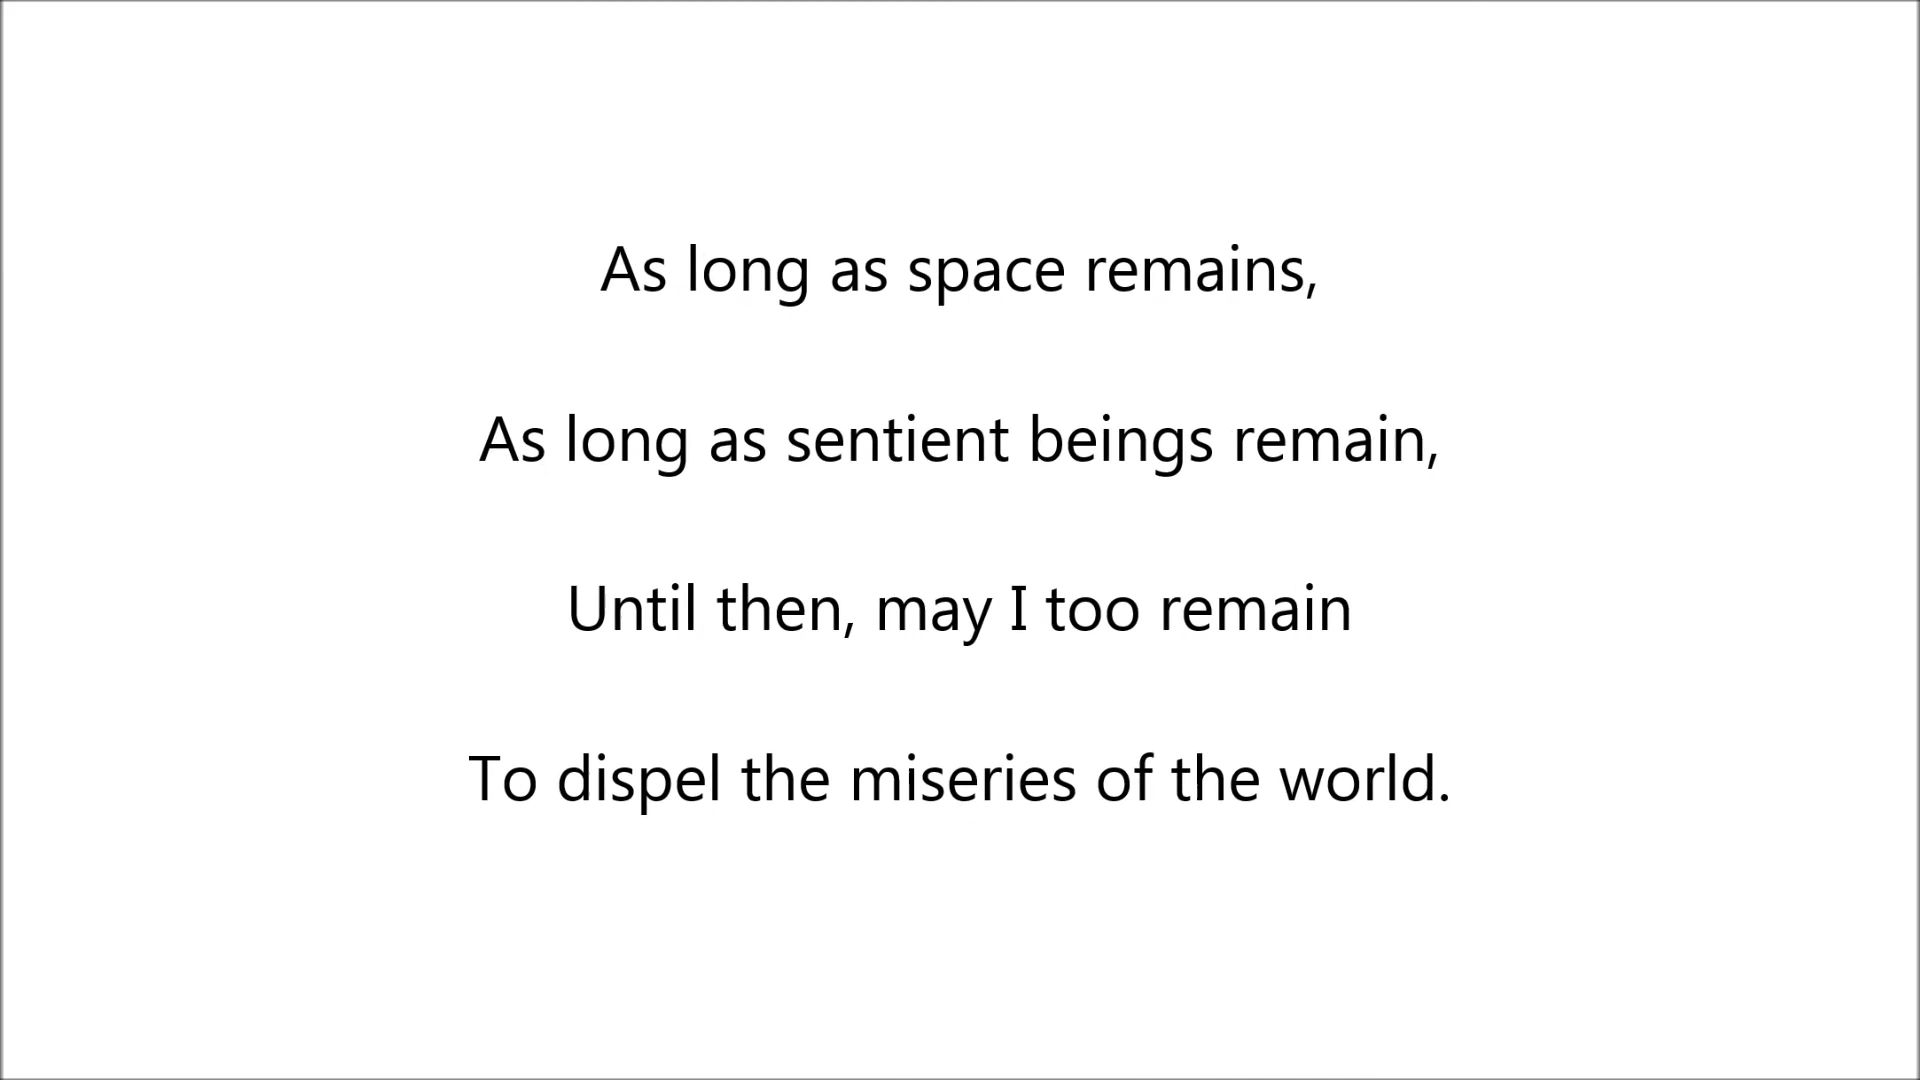 As long as space remains,
As long as sentient beings remain,
Until then, may I too remain
To dispel the miseries of the world.